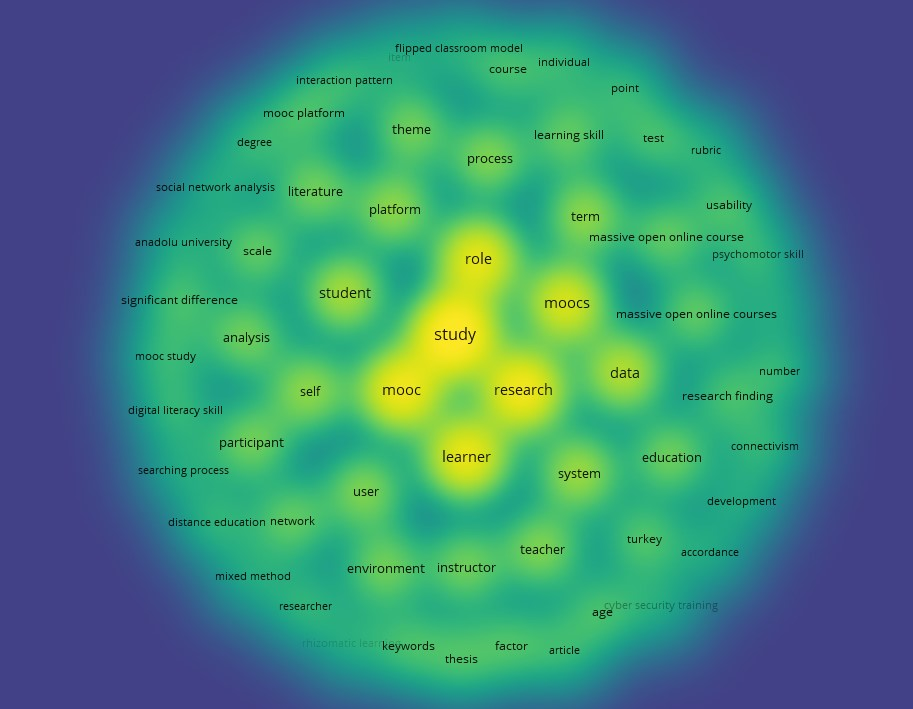 flipped classroom model
item
course
individual
interaction pattern
point
mooc platform
theme
learning skill
test
degree
process
rubric
social network analysis
literature
platform
usability
term
anadolu university
scale
massive open online course
psychomotor skill
role
student
significant difference
moocs
massive open online courses
analysis
study
mooc study
number
data
self
mooc
research
research finding
digital literacy skill
participant
connectivism
learner
education
searching process
system
user
development
distance education
network
turkey
teacher
accordance
environment
instructor
mixed method
researcher
cyber security training
age
rhizomatic learning
keywords
factor
article
thesis